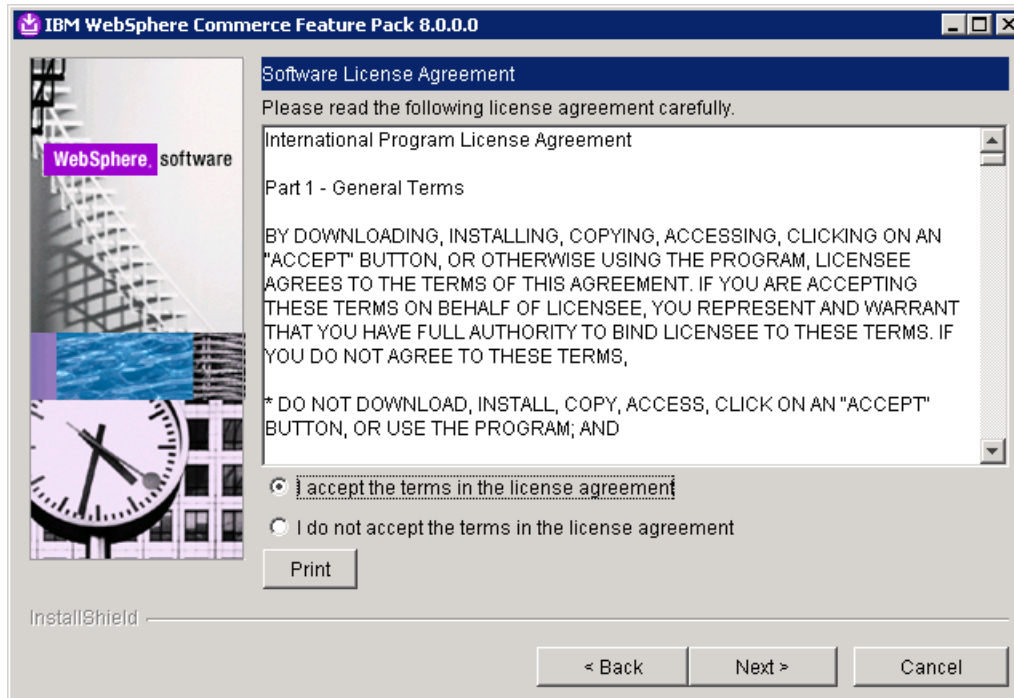 IBM WebSphere Commerce Feature Pack 8.0.0.0
WebSphere. software
Software License Agreement
Please read the following license agreement carefully.
International Program License Agreement
Part 1 - General Terms
BY DOWNLOADING, INSTALLING, COPYING, ACCESSING, CLICKING ON AN
"ACCEPT" BUTTON, OR OTHERWISE USING THE PROGRAM, LICENSEE
AGREES TO THE TERMS OF THIS AGREEMENT. IF YOU ARE ACCEPTING
THESE TERMS ON BEHALF OF LICENSEE, YOU REPRESENT AND WARRANT
THAT YOU HAVE FULL AUTHORITY TO BIND LICENSEE TO THESE TERMS. IF
YOU DO NOT AGREE TO THESE TERMS,
* DO NOT DOWNLOAD, INSTALL, COPY, ACCESS, CLICK ON AN "ACCEPT"
BUTTON, OR USE THE PROGRAM; AND
I accept the terms in the license agreement
I do not accept the terms in the license agreement
Print
InstallShield
< Back Next > Cancel